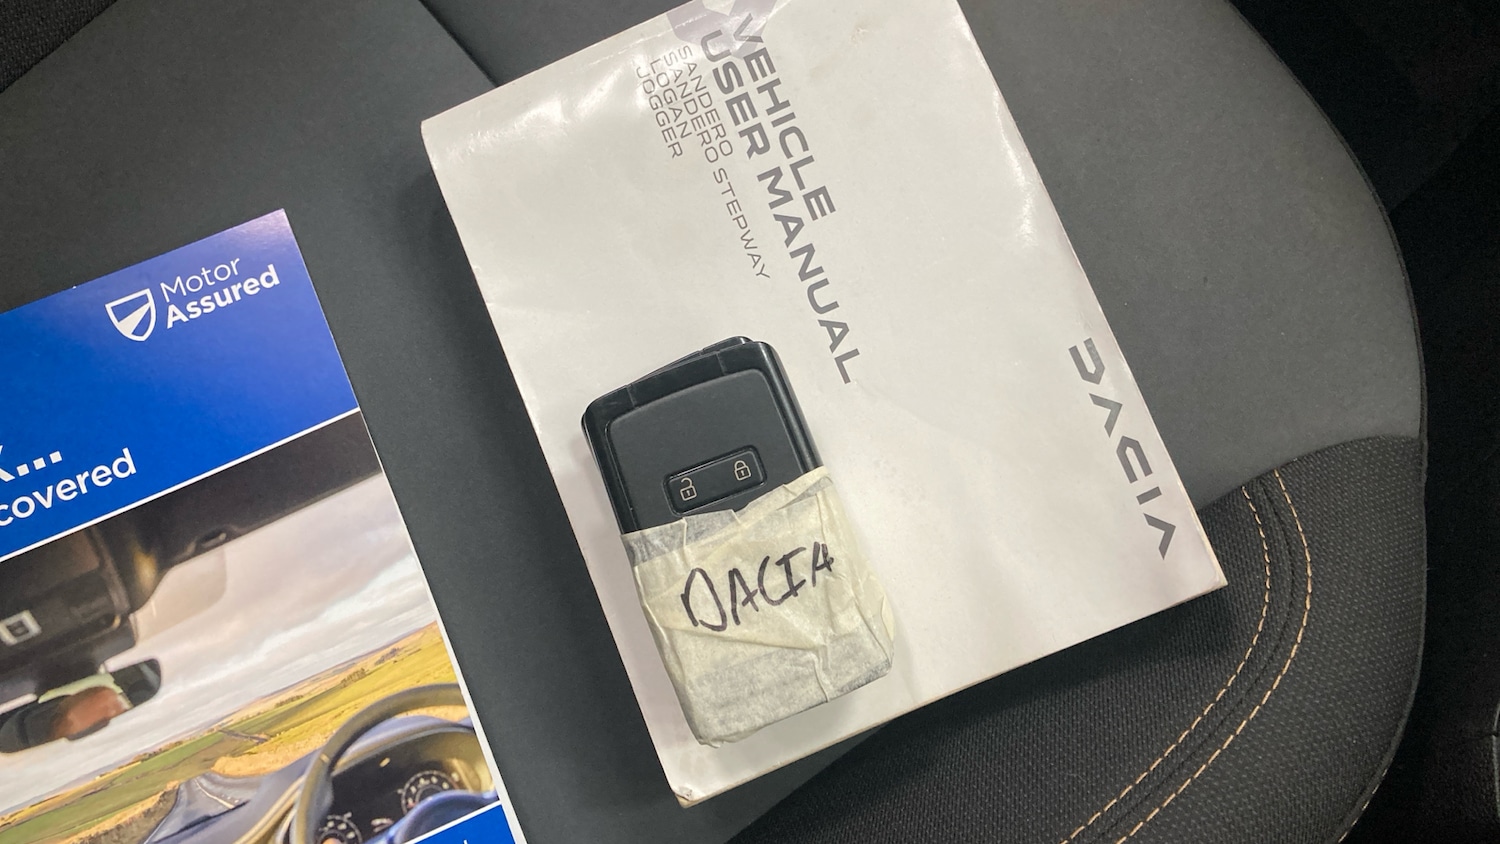 VEHICLE
USER MANUAL
SANDERO
SANDERO STEPWAY
LOGAN
JOGGER
DACIA
DACIA
Motor
Assured
...
covered